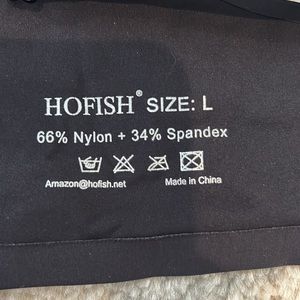 HOFISH® SIZE: L
66% Nylon + 34% Spandex
Amazon@hofish.net Made in China